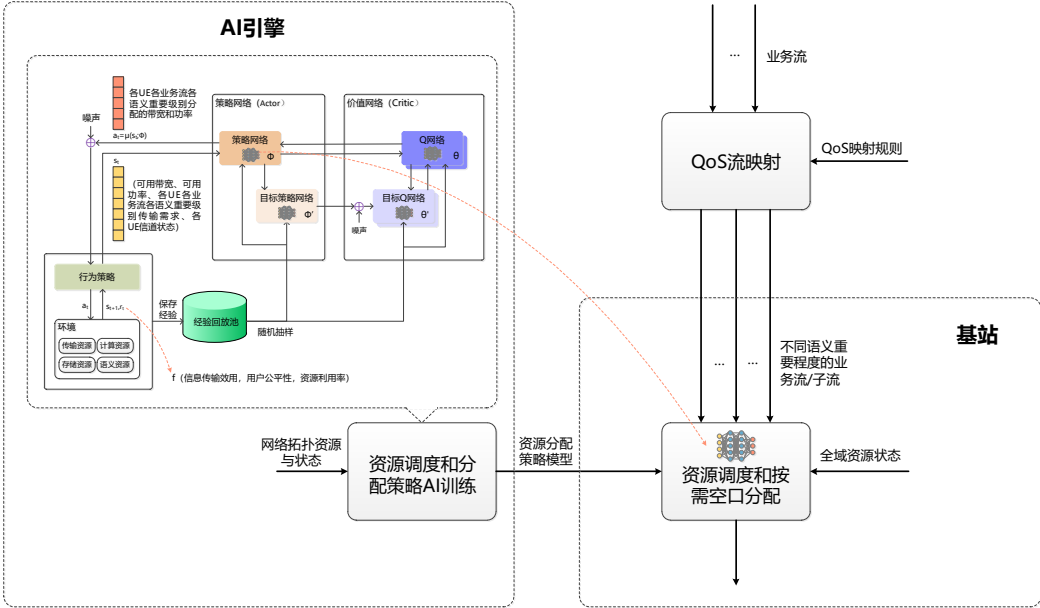 AI引擎
各UE各业务流各
语义重要级别分
配的带宽和功率
噪声
aₜ=μ(sₜ;Φ)
sₜ
(可用带宽、可用
功率、各UE各业
务流各语义重要级
别传输需求、各
UE信道状态)
策略网络(Actor)
策略网络
Φ
目标策略网络
Φ'
噪声
价值网络(Critic)
Q网络
θ
目标Q网络
θ'
行为策略
aₜ
sₜ₊₁,rₜ
环境
传输资源
计算资源
存储资源
语义资源
保存
经验
经验回放池
随机抽样
f(信息传输效用，用户公平性，资源利用率)
网络拓扑资源
与状态
资源调度和分
配策略AI训练
资源分配
策略模型
...
业务流
QoS流映射
QoS映射规则
基站
...
...
不同语义重
要程度的业
务流/子流
资源调度和按
需空口分配
全域资源状态